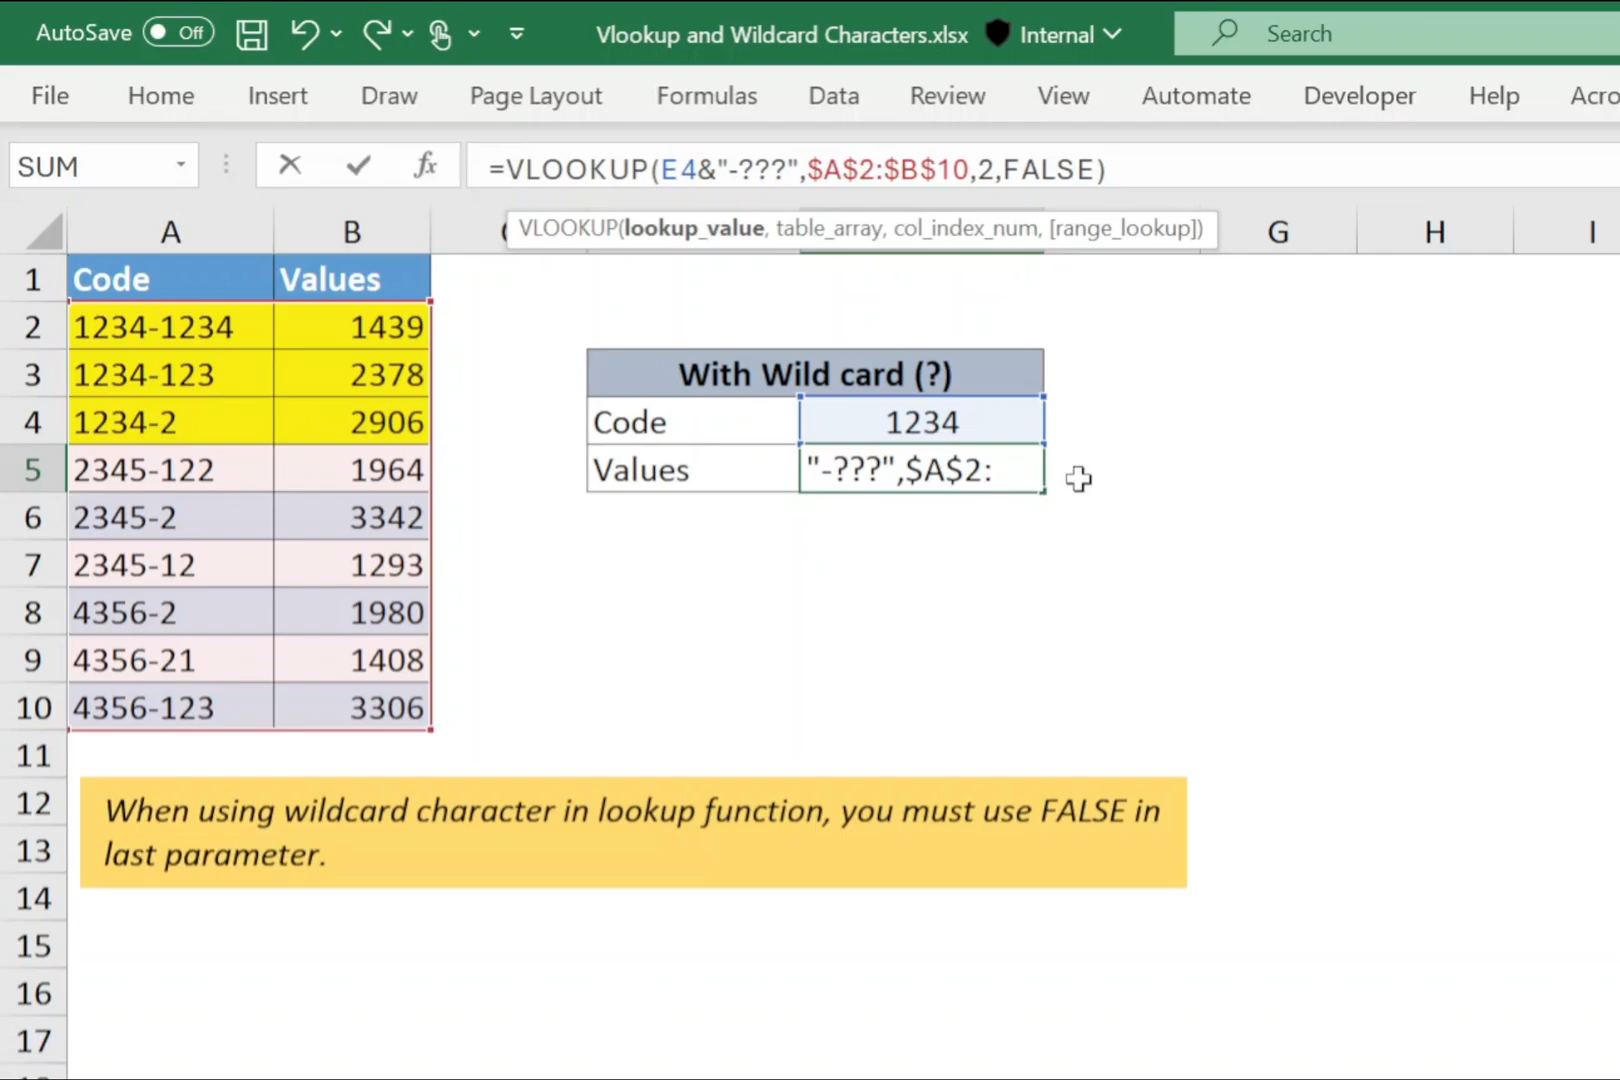 AutoSave Off Vlookup and Wildcard Characters.xlsx Internal Search
File Home Insert Draw Page Layout Formulas Data Review View Automate Developer Help Acro
SUM fx =VLOOKUP(E4&"-???",$A$2:$B$10,2,FALSE)
VLOOKUP(lookup_value, table_array, col_index_num, [range_lookup])
A B G H I
1 Code Values
2 1234-1234 1439
3 1234-123 2378 With Wild card (?)
4 1234-2 2906 Code 1234
5 2345-122 1964 Values "-???",$A$2:
6 2345-2 3342
7 2345-12 1293
8 4356-2 1980
9 4356-21 1408
10 4356-123 3306
11
12 When using wildcard character in lookup function, you must use FALSE in
13 last parameter.
14
15
16
17